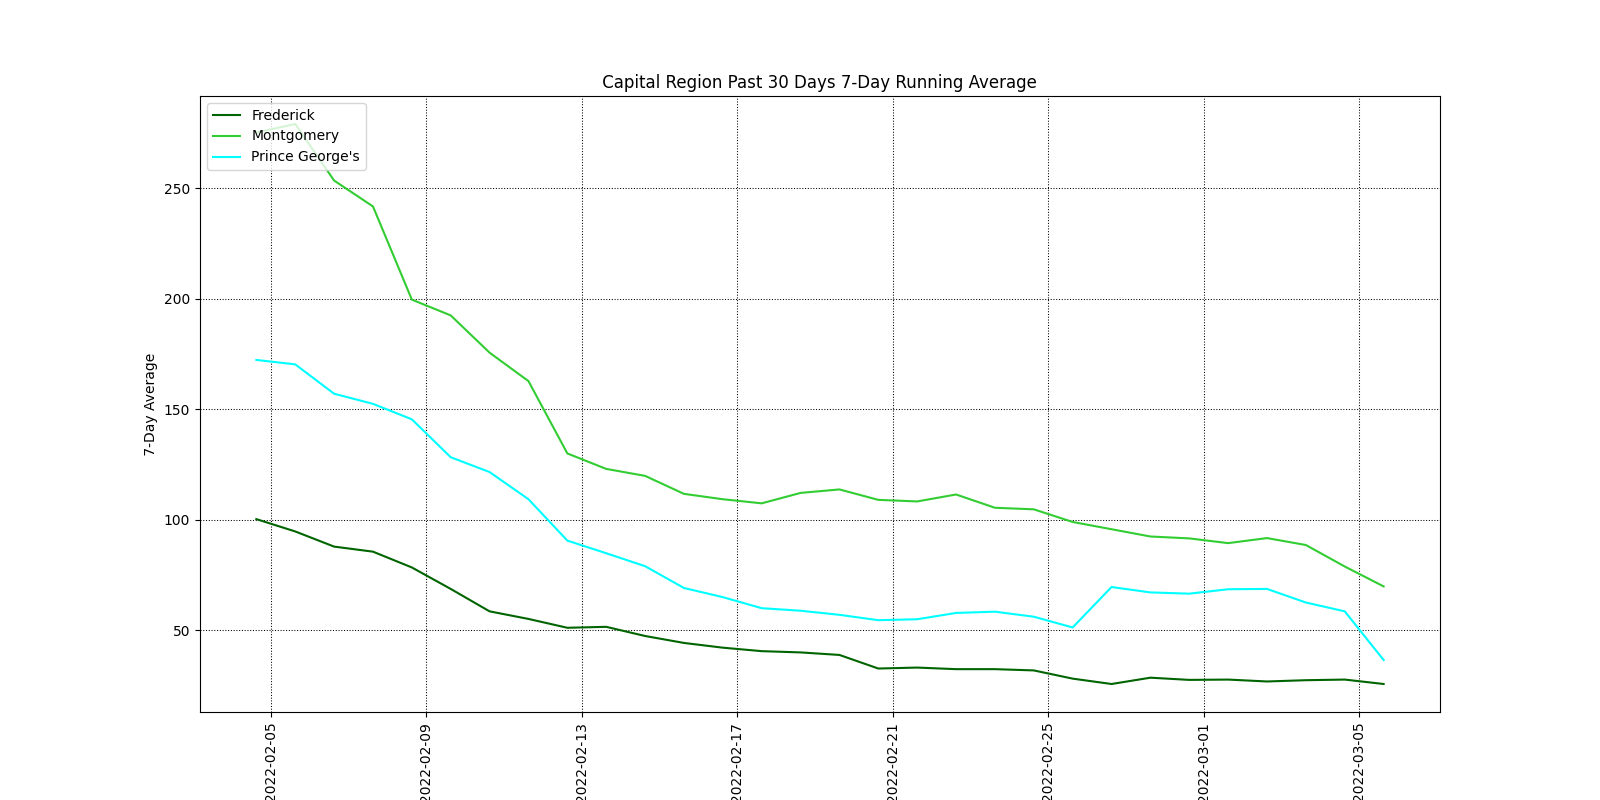 Capital Region Past 30 Days 7-Day Running Average
Frederick
Montgomery
Prince George's
7-Day Average
250
200
150
100
50
2022-02-05
2022-02-09
2022-02-13
2022-02-17
2022-02-21
2022-02-25
2022-03-01
2022-03-05